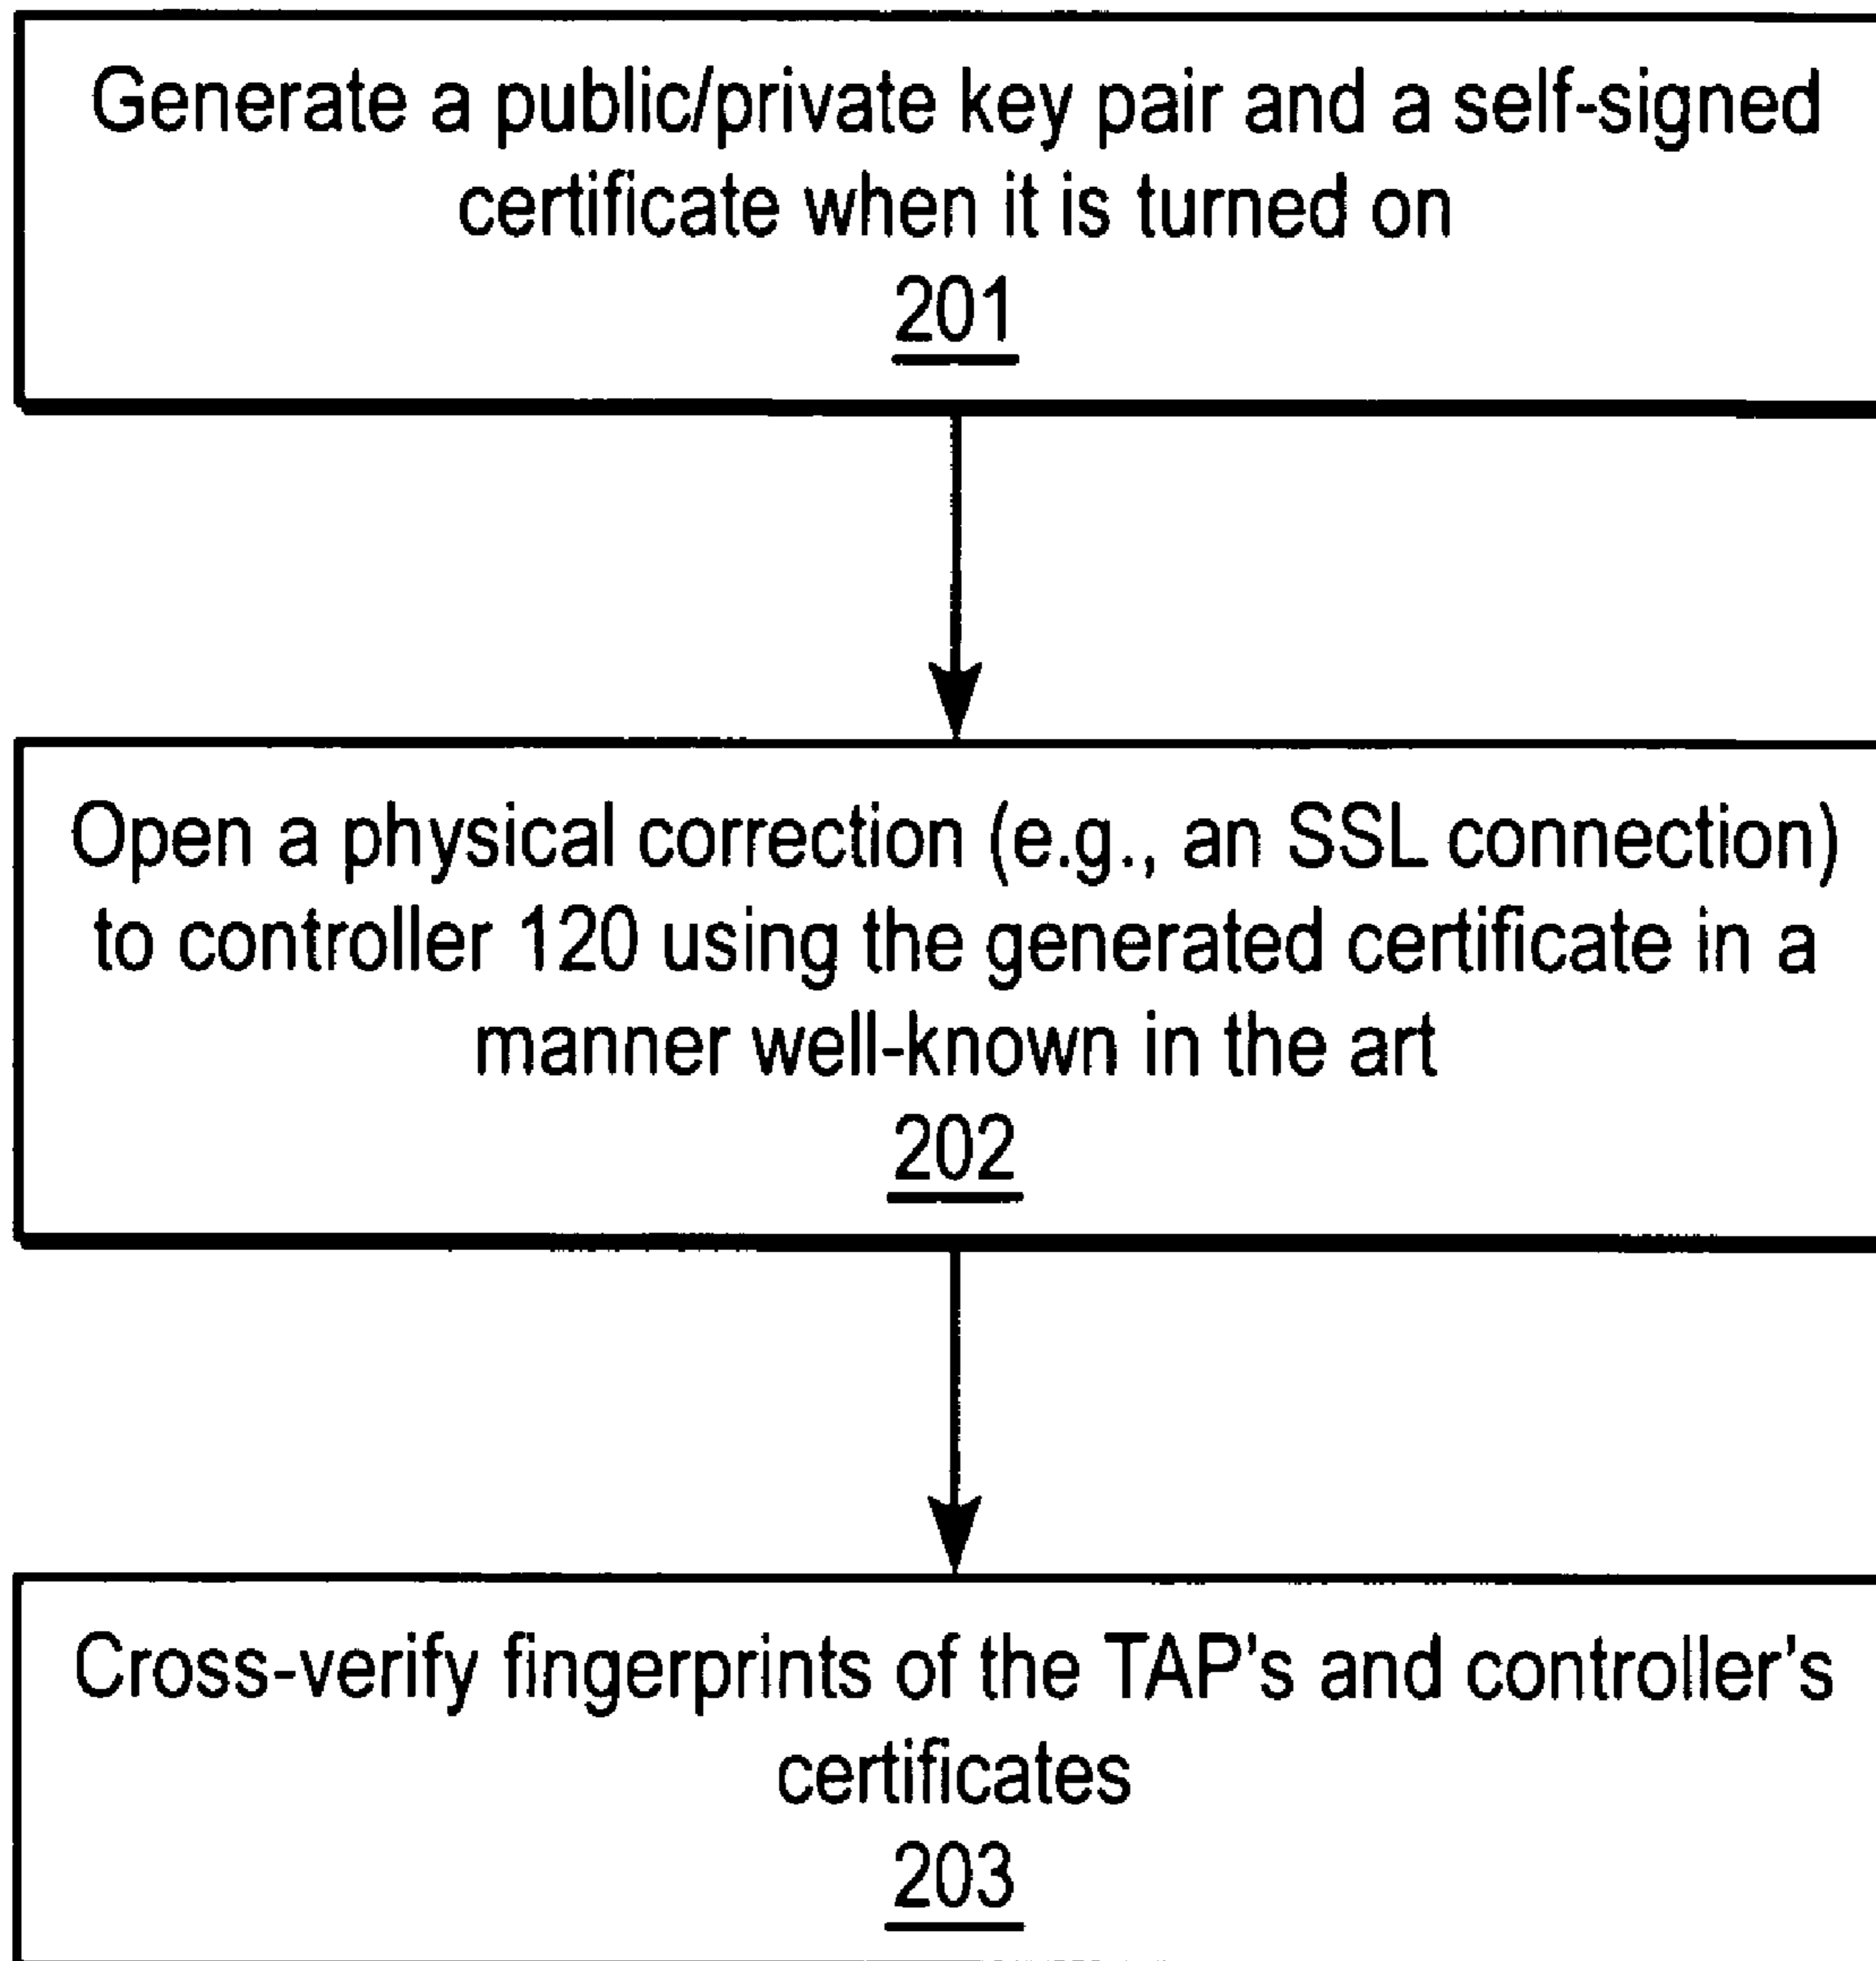 Generate a public/private key pair and a self-signed
certificate when it is turned on
201
Open a physical correction (e.g., an SSL connection)
to controller 120 using the generated certificate in a
manner well-known in the art
202
Cross-verify fingerprints of the TAP's and controller's
certificates
203